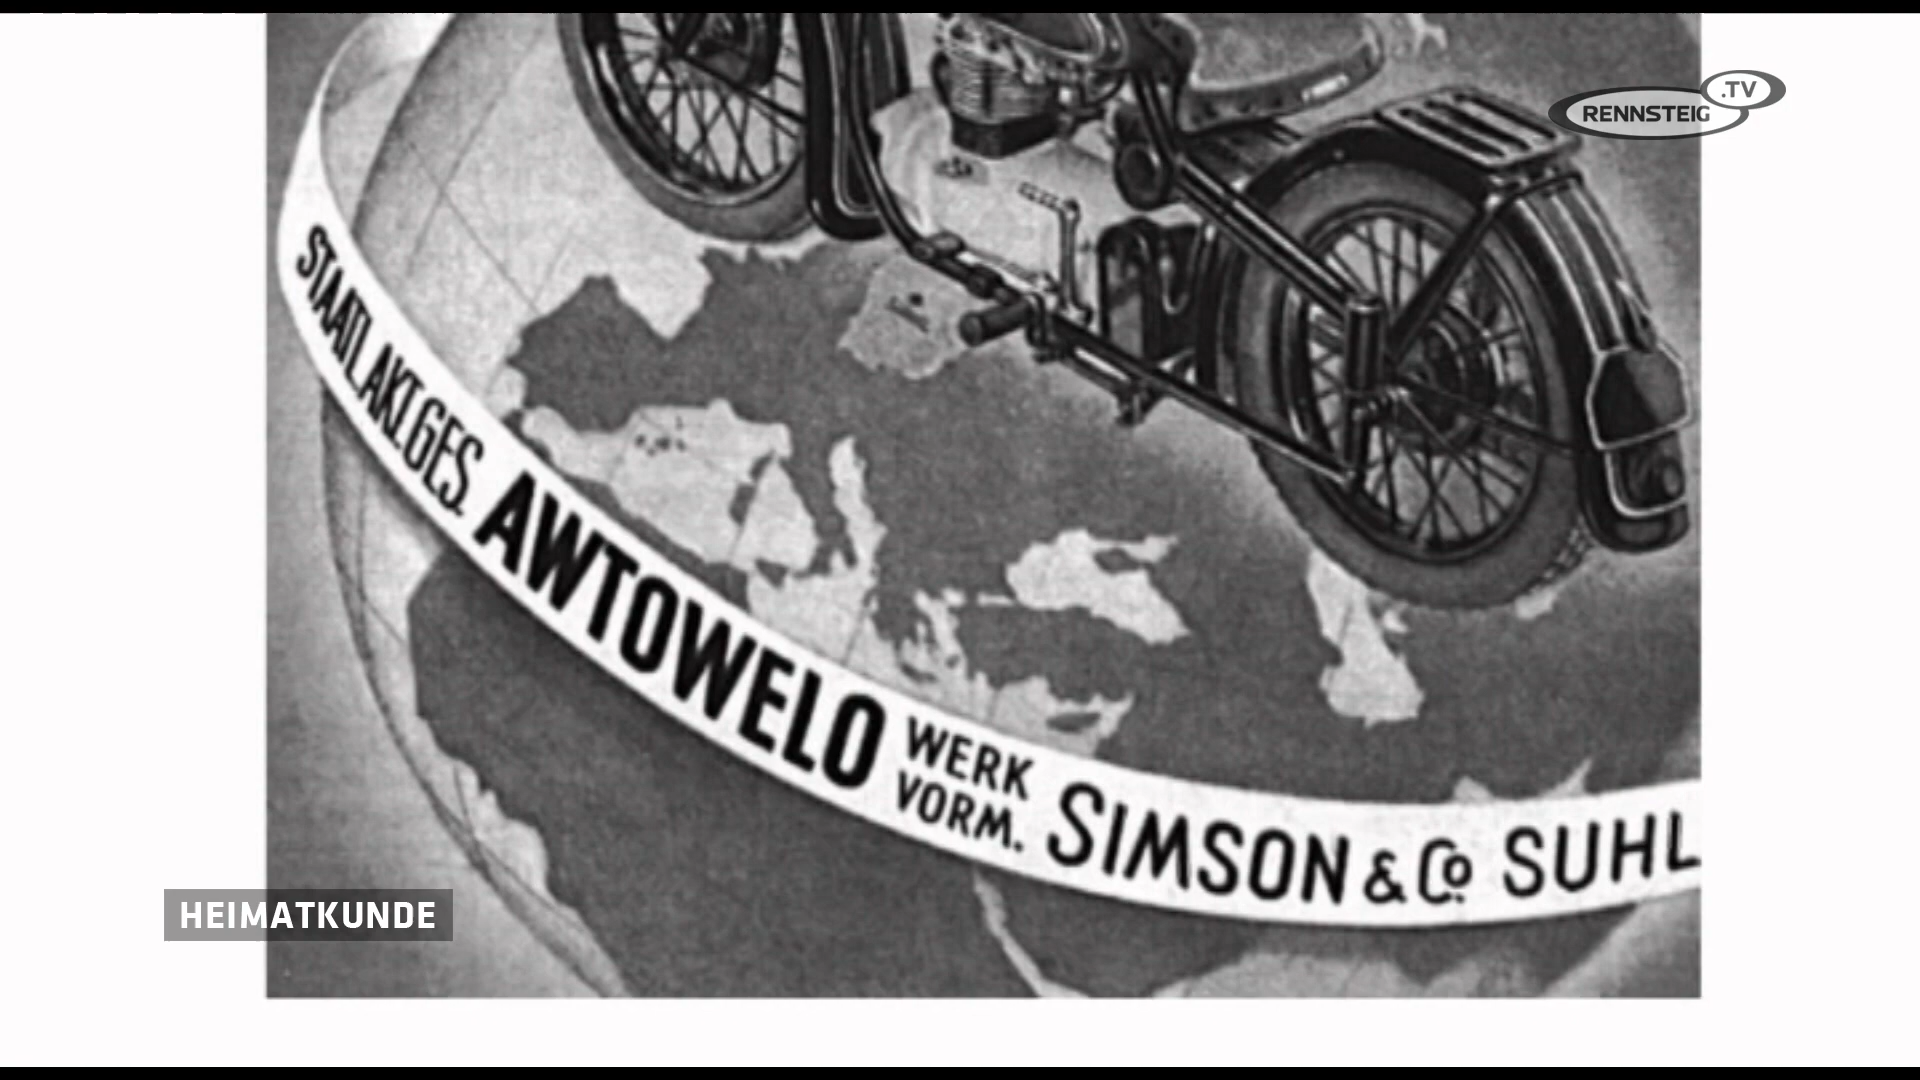 RENNSTEIG .TV
STAATL. AKT. GES. AWTOWELO WERK VORM. SIMSON & Co. SUHL
HEIMATKUNDE